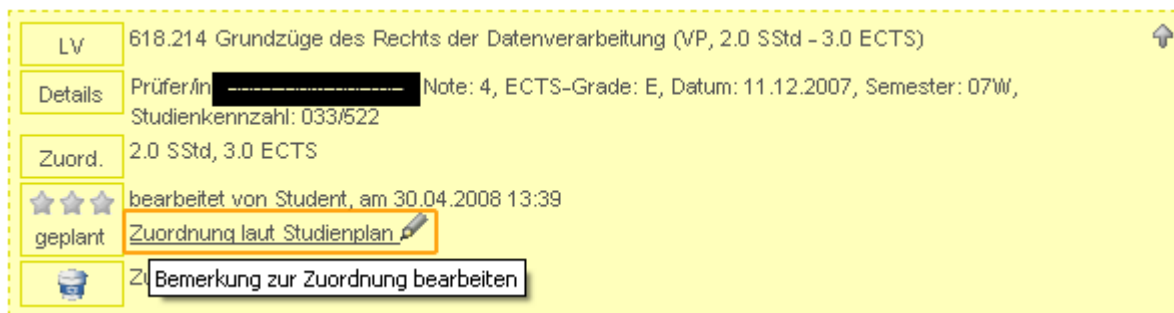 LV 618.214 Grundzüge des Rechts der Datenverarbeitung (VP, 2.0 SStd - 3.0 ECTS)
Details Prüfer/in Note: 4, ECTS-Grade: E, Datum: 11.12.2007, Semester: 07W,
Studienkennzahl: 033/522
Zuord. 2.0 SStd, 3.0 ECTS
bearbeitet von Student, am 30.04.2008 13:39
geplant Zuordnung laut Studienplan
Bemerkung zur Zuordnung bearbeiten